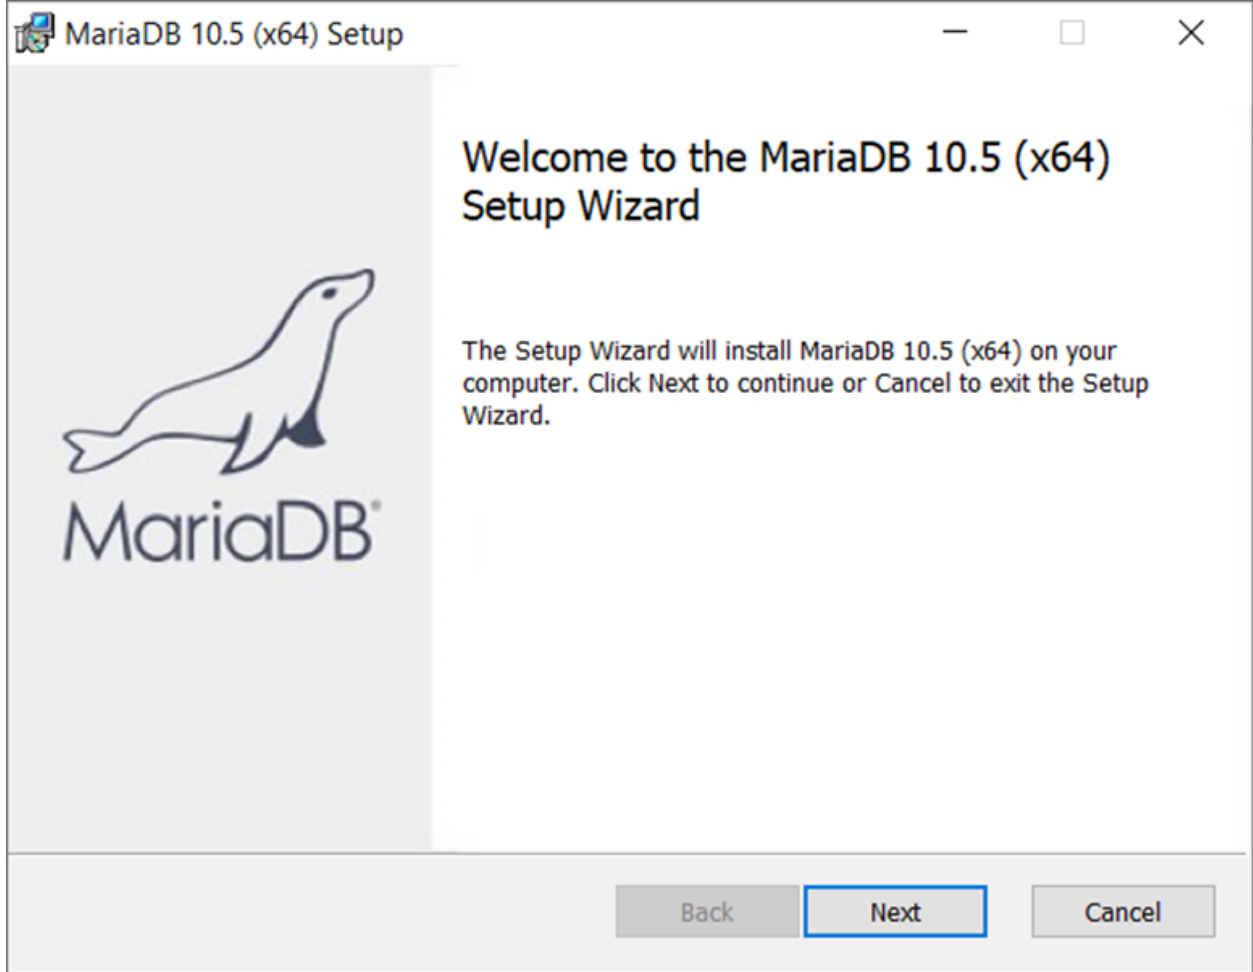 MariaDB 10.5 (x64) Setup
Welcome to the MariaDB 10.5 (x64)
Setup Wizard
The Setup Wizard will install MariaDB 10.5 (x64) on your
computer. Click Next to continue or Cancel to exit the Setup
Wizard.
MariaDB®
Back
Next
Cancel